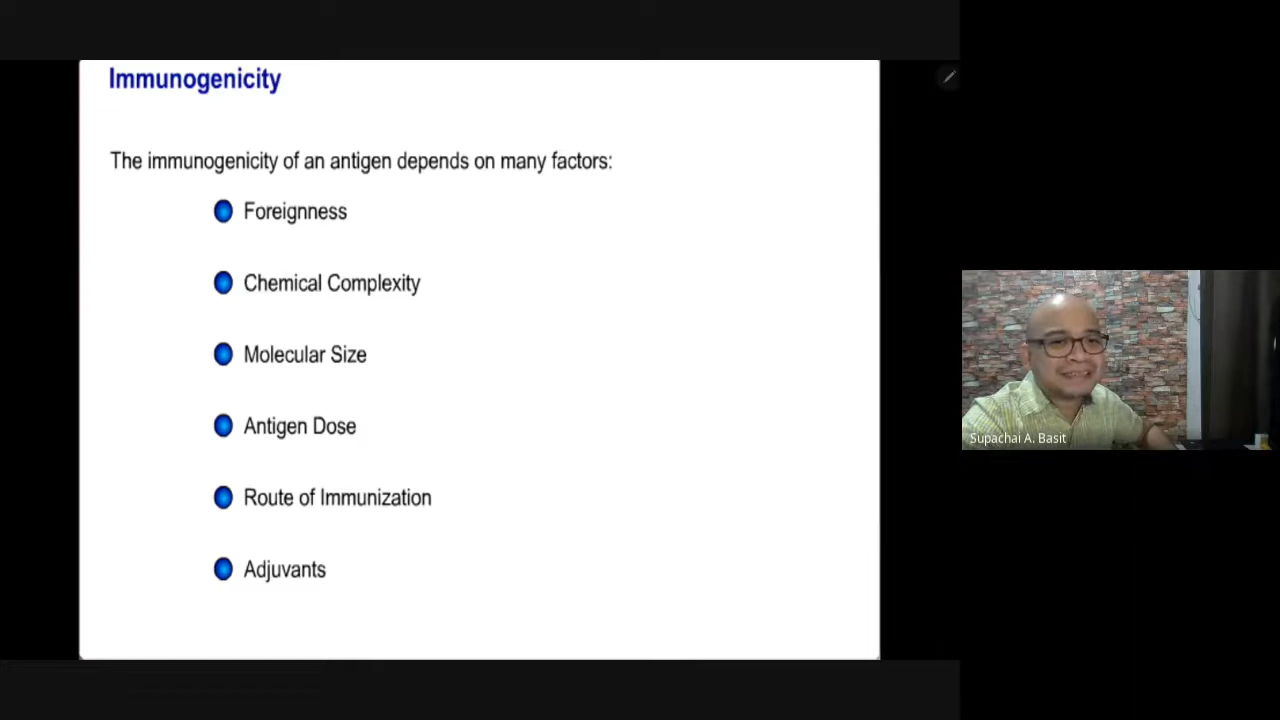 Immunogenicity
The immunogenicity of an antigen depends on many factors:
Foreignness
Chemical Complexity
Molecular Size
Antigen Dose
Route of Immunization
Adjuvants
Supachai A. Basit